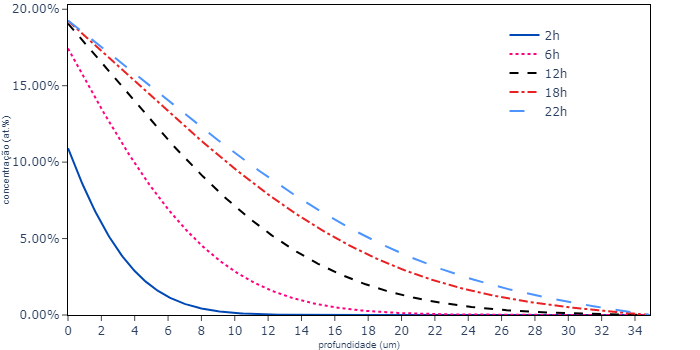 20.00%
15.00%
10.00%
5.00%
0.00%
concentração (at.%)
2h
6h
12h
18h
22h
0 2 4 6 8 10 12 14 16 18 20 22 24 26 28 30 32 34
profundidade (um)